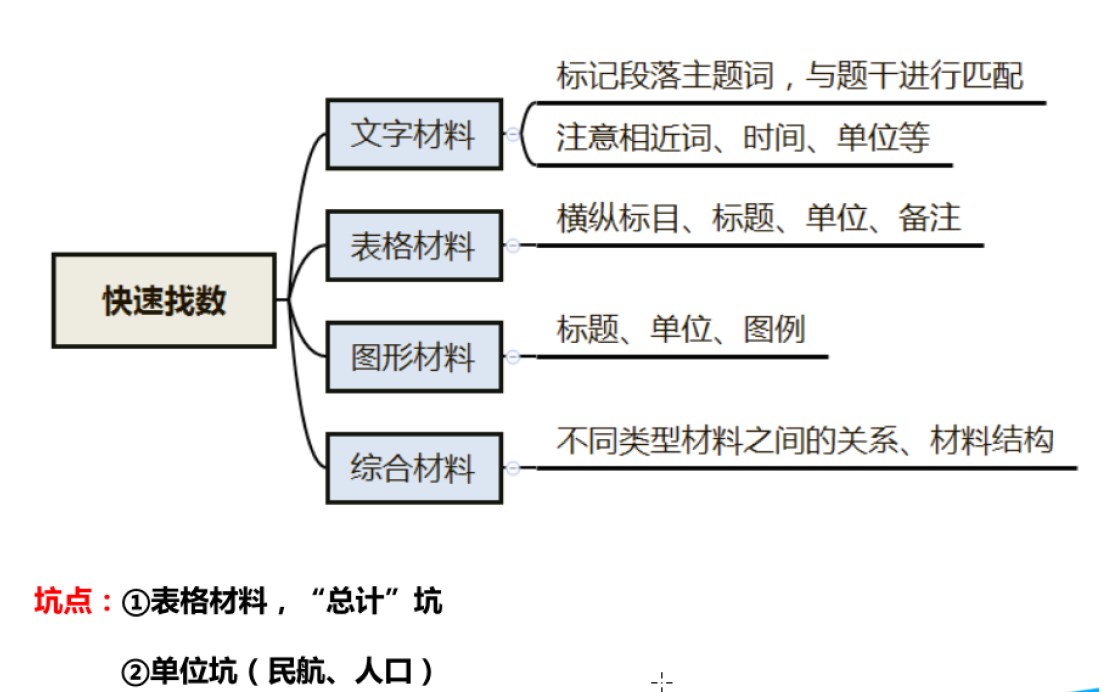 标记段落主题词，与题干进行匹配
文字材料
注意相近词、时间、单位等
横纵标目、标题、单位、备注
表格材料
快速找数
标题、单位、图例
图形材料
不同类型材料之间的关系、材料结构
综合材料
坑点：①表格材料，“总计”坑
②单位坑（民航、人口）